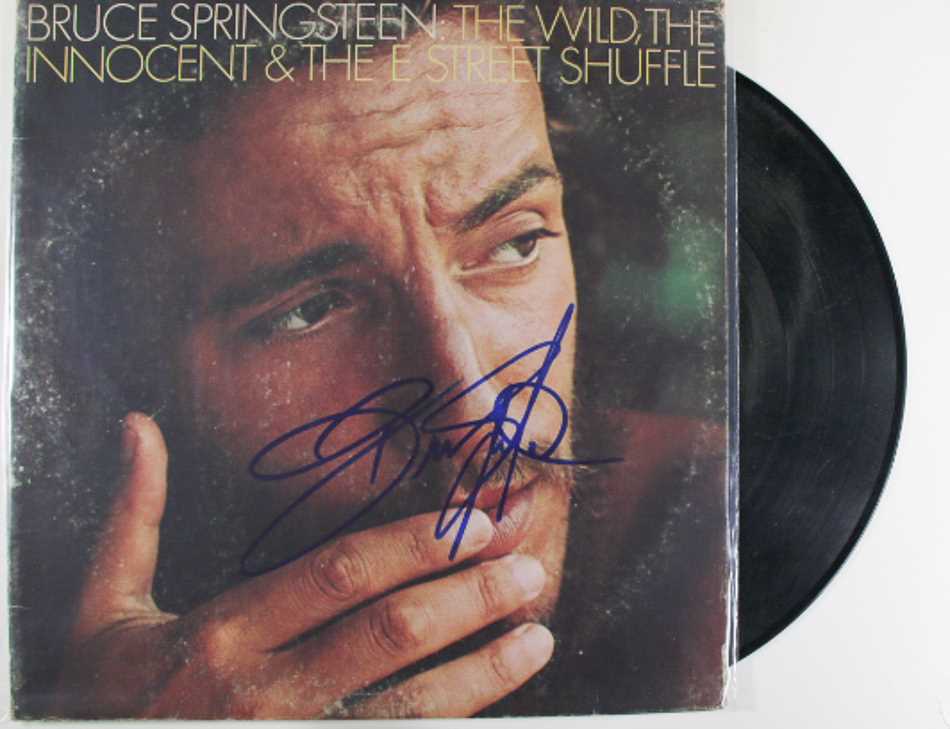 BRUCE SPRINGSTEEN: THE WILD, THE
INNOCENT & THE E STREET SHUFFLE